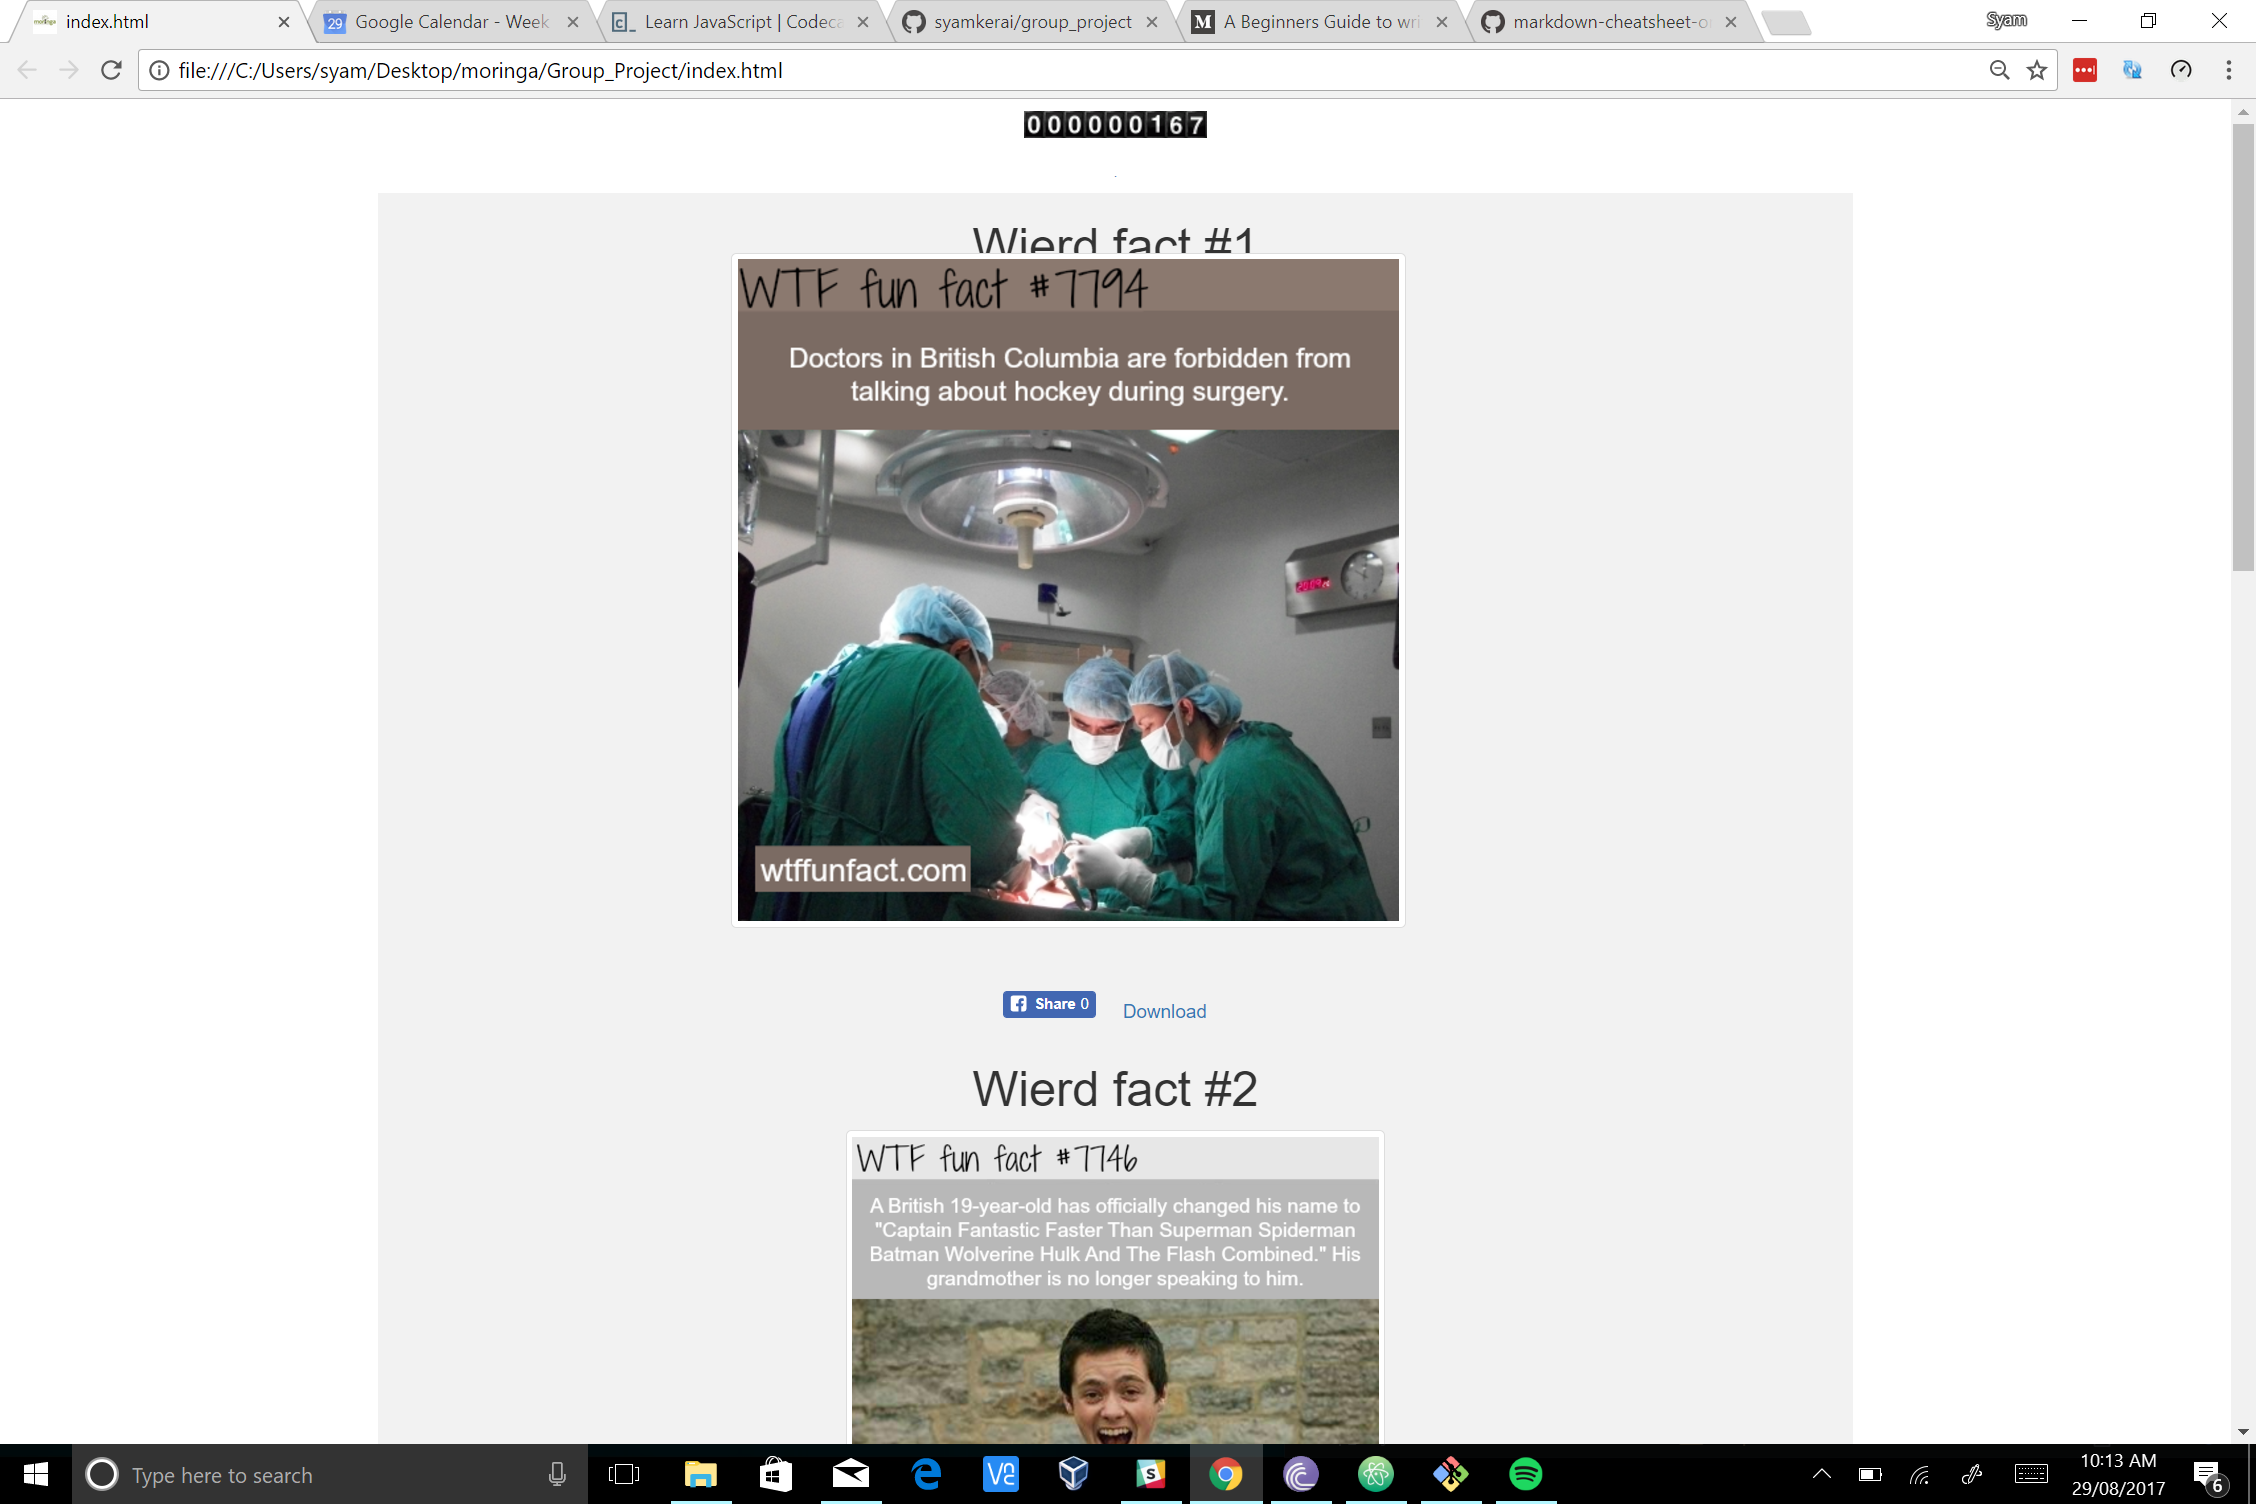 index.html
Google Calendar - Week
Learn JavaScript | Codeca
syamkerai/group_project
A Beginners Guide to wri
markdown-cheatsheet-o
Syam
file:///C:/Users/syam/Desktop/moringa/Group_Project/index.html
000000167
Wierd fact #1
WTF fun fact #7794
Doctors in British Columbia are forbidden from
talking about hockey during surgery.
wtffunfact.com
Share 0
Download
Wierd fact #2
WTF fun fact #7746
A British 19-year-old has officially changed his name to
"Captain Fantastic Faster Than Superman Spiderman
Batman Wolverine Hulk And The Flash Combined." His
grandmother is no longer speaking to him.
Type here to search
10:13 AM
29/08/2017
6